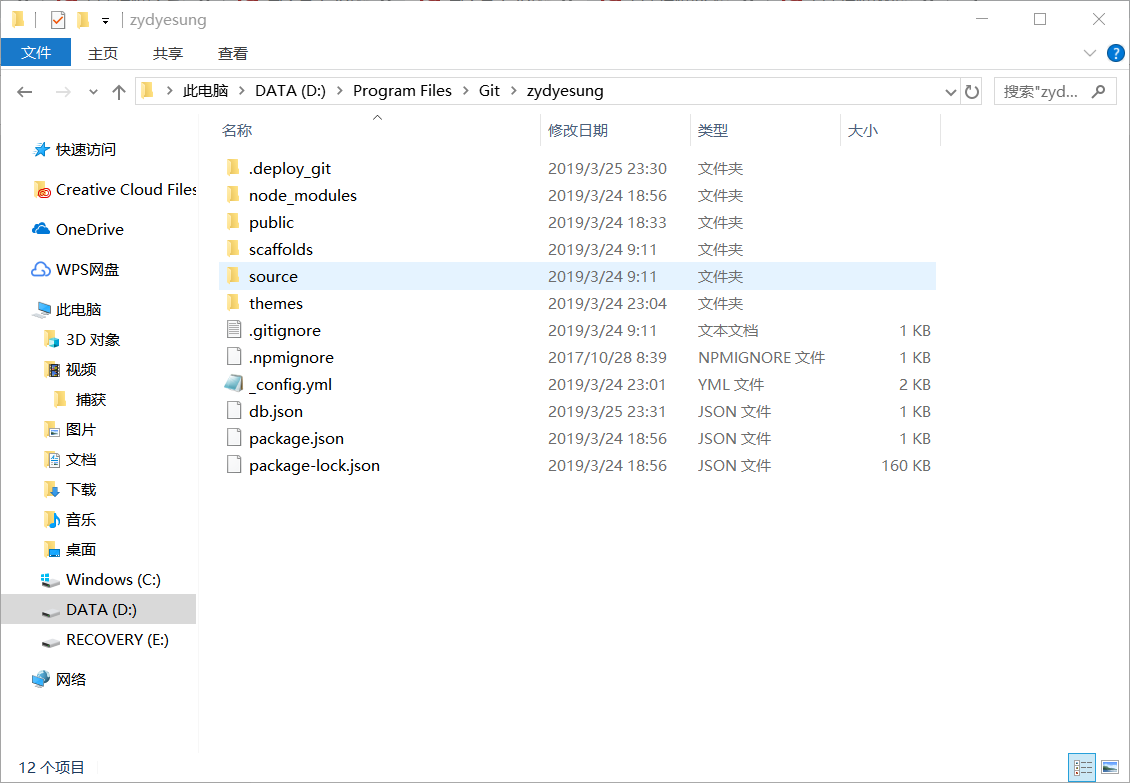 zydyesung
文件 主页 共享 查看
此电脑 DATA (D:) Program Files Git zydyesung
搜索"zyd...
名称 修改日期 类型 大小
快速访问
Creative Cloud Files
OneDrive
WPS网盘
此电脑
3D 对象
视频
捕获
图片
文档
下载
音乐
桌面
Windows (C:)
DATA (D:)
RECOVERY (E:)
网络
.deploy_git 2019/3/25 23:30 文件夹
node_modules 2019/3/24 18:56 文件夹
public 2019/3/24 18:33 文件夹
scaffolds 2019/3/24 9:11 文件夹
source 2019/3/24 9:11 文件夹
themes 2019/3/24 23:04 文件夹
.gitignore 2019/3/24 9:11 文本文档 1 KB
.npmignore 2017/10/28 8:39 NPMIGNORE 文件 1 KB
_config.yml 2019/3/24 23:01 YML 文件 2 KB
db.json 2019/3/25 23:31 JSON 文件 1 KB
package.json 2019/3/24 18:56 JSON 文件 1 KB
package-lock.json 2019/3/24 18:56 JSON 文件 160 KB
12 个项目